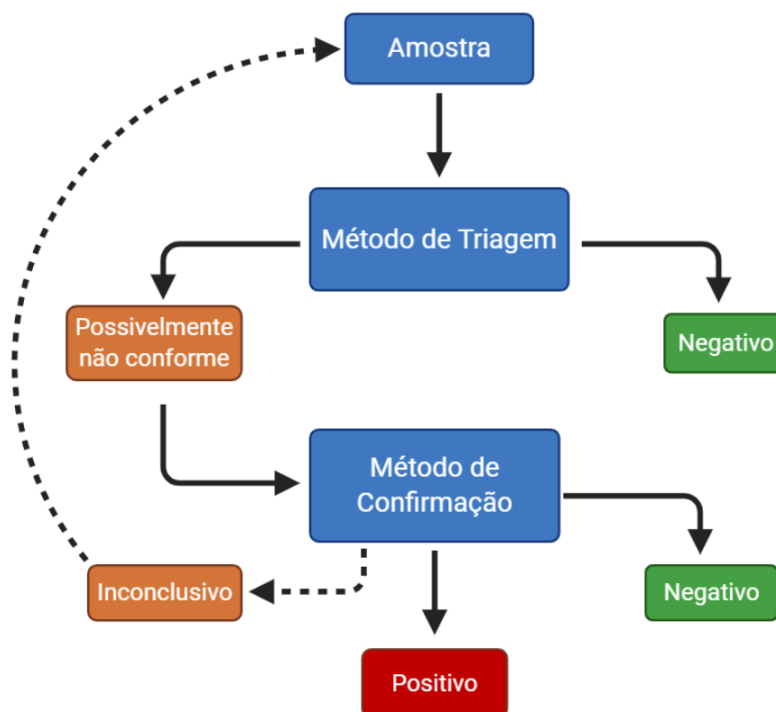 Amostra
Método de Triagem
Possivelmente
não conforme
Negativo
Método de
Confirmação
Inconclusivo
Negativo
Positivo